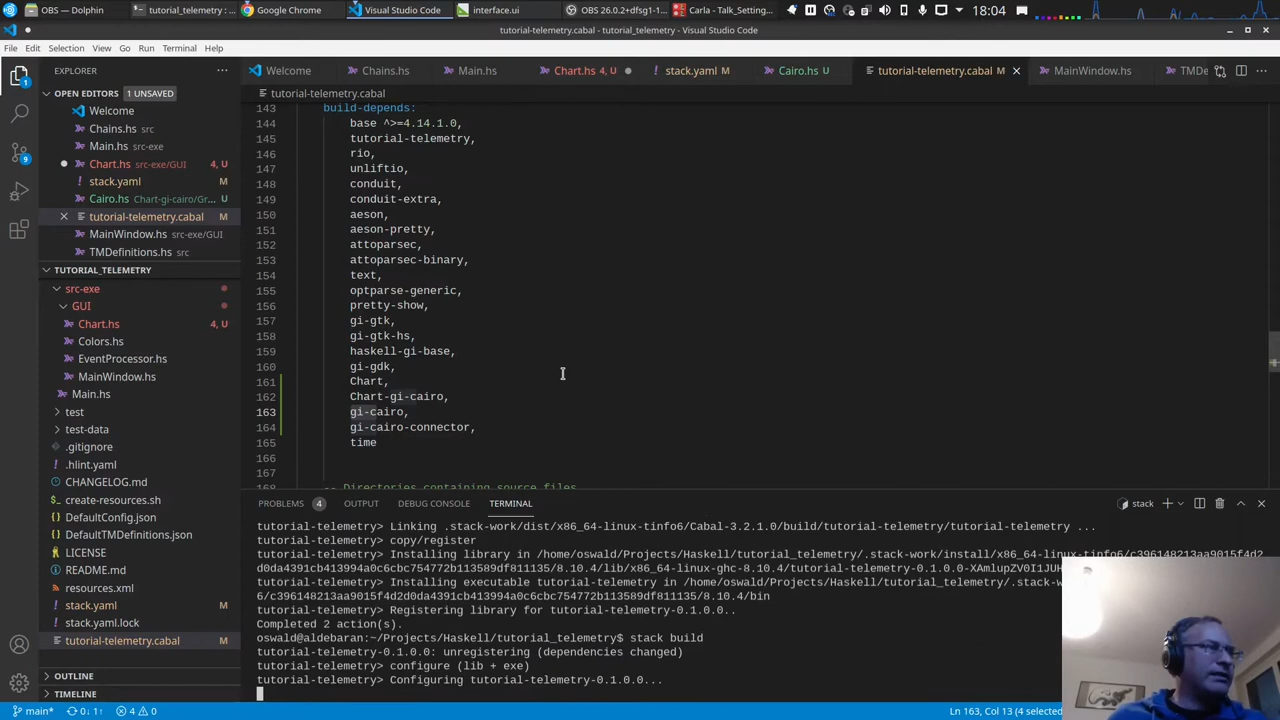 OBS — Dolphin
tutorial_telemetry : ...
Google Chrome
Visual Studio Code
interface.ui
OBS 26.0.2+dfsg1-1...
Carla - Talk_Setting...
18:04
tutorial-telemetry.cabal - tutorial_telemetry - Visual Studio Code
File Edit Selection View Go Run Terminal Help
EXPLORER ...
Welcome
Chains.hs
Main.hs
Chart.hs 4, U
stack.yaml M
Cairo.hs U
tutorial-telemetry.cabal M
MainWindow.hs
TMDe
OPEN EDITORS 1 UNSAVED
Welcome
Chains.hs src
Main.hs src-exe
Chart.hs src-exe/GUI 4, U
stack.yaml M
Cairo.hs Chart-gi-cairo/Gr... U
tutorial-telemetry.cabal M
MainWindow.hs src-exe/GUI
TMDefinitions.hs src
TUTORIAL_TELEMETRY
src-exe
GUI
Chart.hs 4, U
Colors.hs
EventProcessor.hs
MainWindow.hs
Main.hs
test
test-data
.gitignore
.hlint.yaml
CHANGELOG.md
create-resources.sh
DefaultConfig.json
DefaultTMDefinitions.json
LICENSE
README.md
resources.xml
stack.yaml M
stack.yaml.lock
tutorial-telemetry.cabal M
OUTLINE
TIMELINE
tutorial-telemetry.cabal
143 build-depends:
144 base ^>=4.14.1.0,
145 tutorial-telemetry,
146 rio,
147 unliftio,
148 conduit,
149 conduit-extra,
150 aeson,
151 aeson-pretty,
152 attoparsec,
153 attoparsec-binary,
154 text,
155 optparse-generic,
156 pretty-show,
157 gi-gtk,
158 gi-gtk-hs,
159 haskell-gi-base,
160 gi-gdk,
161 Chart,
162 Chart-gi-cairo,
163 gi-cairo,
164 gi-cairo-connector,
165 time
166
167
168 -- Directories containing source files.
PROBLEMS 4 OUTPUT DEBUG CONSOLE TERMINAL
stack
tutorial-telemetry> Linking .stack-work/dist/x86_64-linux-tinfo6/Cabal-3.2.1.0/build/tutorial-telemetry/tutorial-telemetry ...
tutorial-telemetry> copy/register
tutorial-telemetry> Installing library in /home/oswald/Projects/Haskell/tutorial_telemetry/.stack-work/install/x86_64-linux-tinfo6/c396148213aa9015f4d2
d0da4391cb413994a0c6cbc754772b113589df811135/8.10.4/lib/x86_64-linux-ghc-8.10.4/tutorial-telemetry-0.1.0.0-XAmlupZV0I1JUH
tutorial-telemetry> Installing executable tutorial-telemetry in /home/oswald/Projects/Haskell/tutorial_telemetry/.stack-w
6/c396148213aa9015f4d2d0da4391cb413994a0c6cbc754772b113589df811135/8.10.4/bin
tutorial-telemetry> Registering library for tutorial-telemetry-0.1.0.0..
Completed 2 action(s).
oswald@aldebaran:~/Projects/Haskell/tutorial_telemetry$ stack build
tutorial-telemetry-0.1.0.0: unregistering (dependencies changed)
tutorial-telemetry> configure (lib + exe)
tutorial-telemetry> Configuring tutorial-telemetry-0.1.0.0...
main* 0↓ 1↑ 4 0
Ln 163, Col 13 (4 selected)